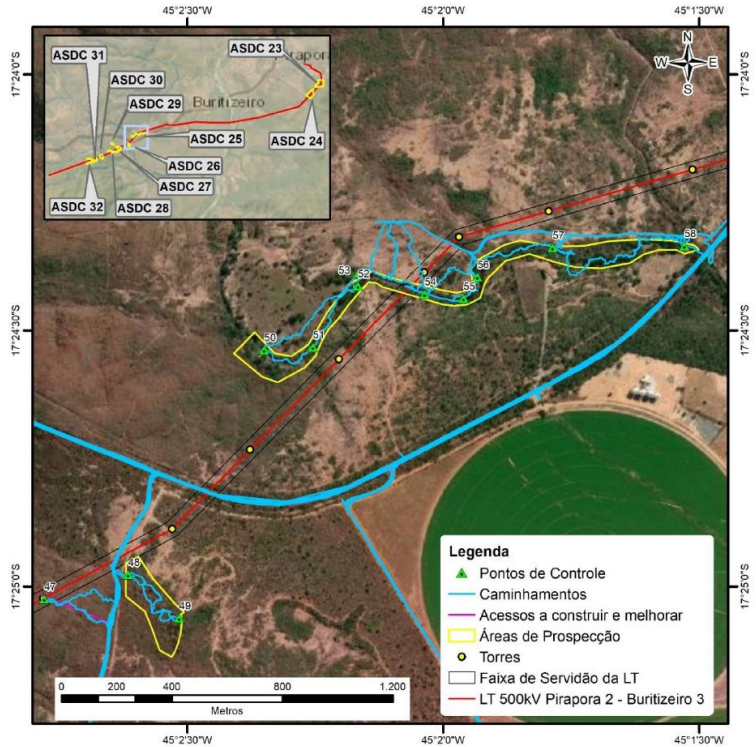 45°2'30"W
45°2'0"W
45°1'30"W
17°24'0"S
17°24'30"S
17°25'0"S
17°24'0"S
17°24'30"S
17°25'0"S
45°2'30"W
45°2'0"W
45°1'30"W
ASDC 31
ASDC 30
ASDC 29
ASDC 23
Pirapora
Buritizeiro
ASDC 25
ASDC 24
ASDC 26
ASDC 27
ASDC 32
ASDC 28
N
W
E
S
57
58
56
53
52
54
55
50
51
48
47
49
Legenda
Pontos de Controle
Caminhamentos
Acessos a construir e melhorar
Áreas de Prospecção
Torres
Faixa de Servidão da LT
LT 500kV Pirapora 2 - Buritizeiro 3
0 200 400 800 1.200
Metros